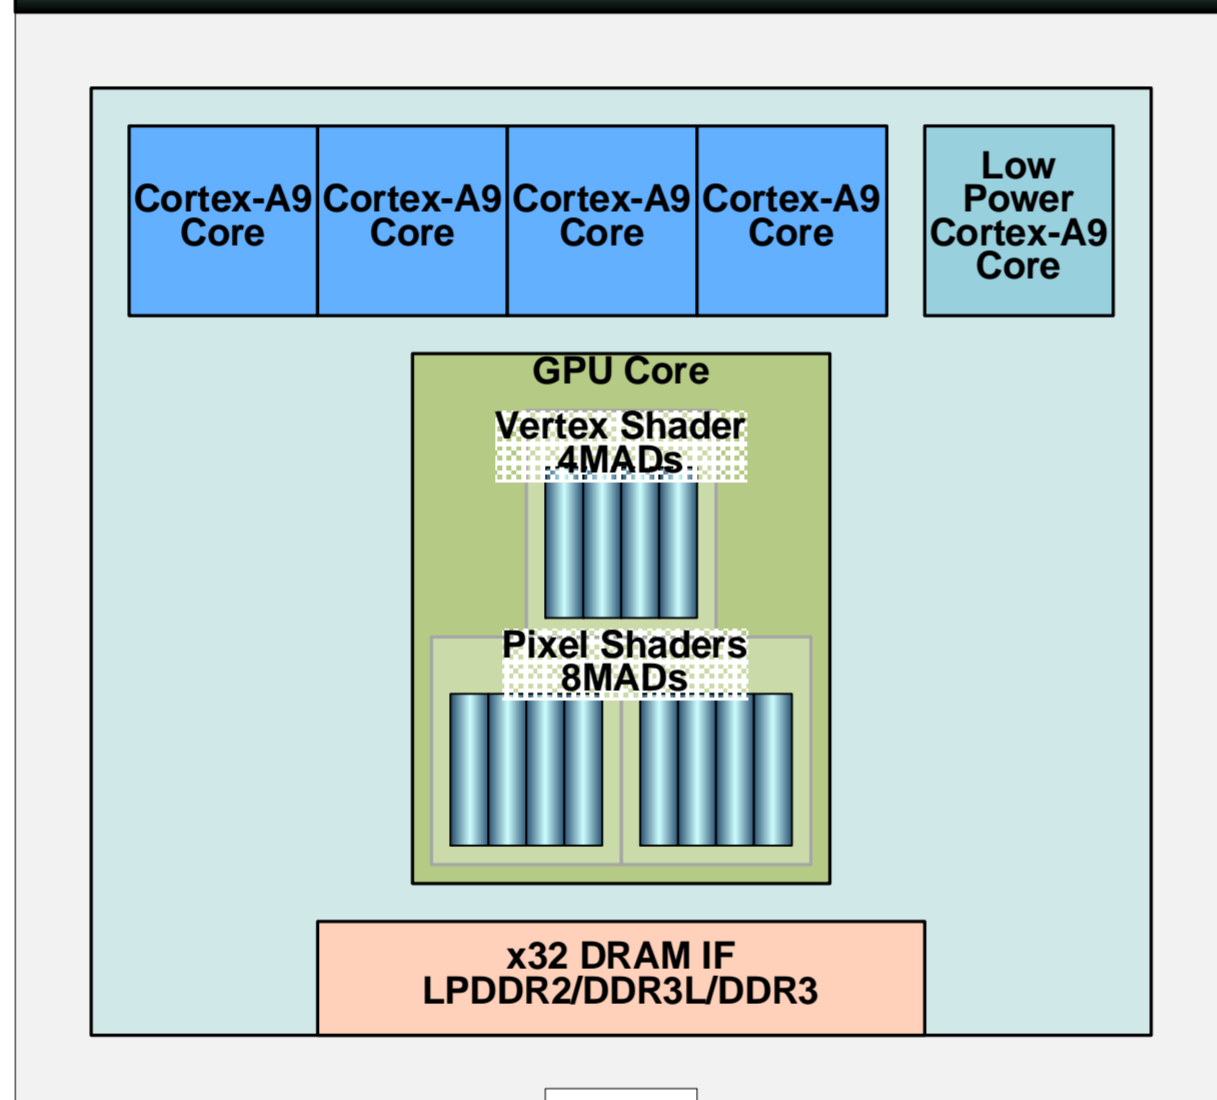 Cortex-A9
Core
Cortex-A9
Core
Cortex-A9
Core
Cortex-A9
Core
Low
Power
Cortex-A9
Core
GPU Core
Vertex Shader
4MADs
Pixel Shaders
8MADs
x32 DRAM IF
LPDDR2/DDR3L/DDR3